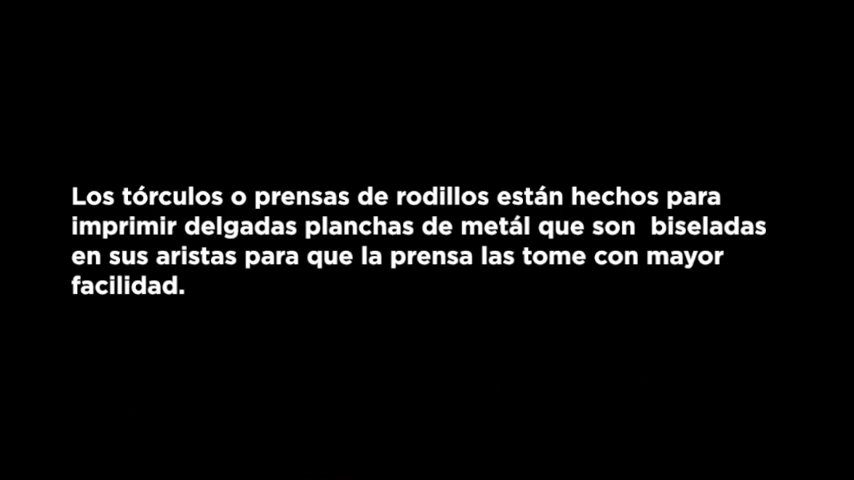 Los tórculos o prensas de rodillos están hechos para
imprimir delgadas planchas de metál que son  biseladas
en sus aristas para que la prensa las tome con mayor
facilidad.